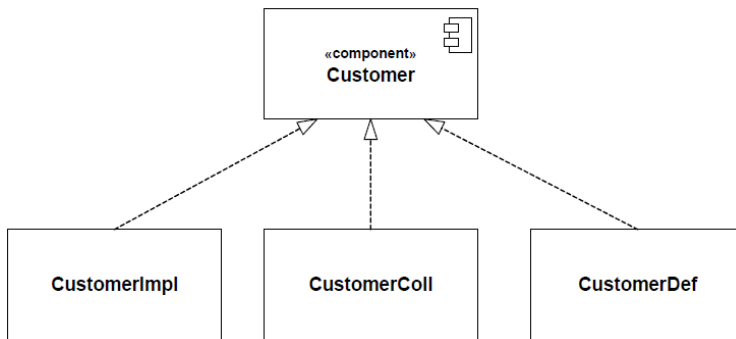 «component»
Customer
CustomerImpl
CustomerColl
CustomerDef